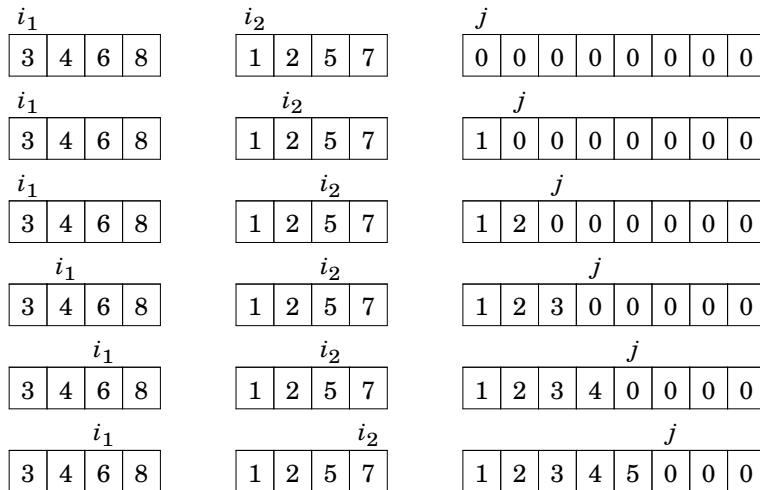 i₁ i₂ j
3 4 6 8 1 2 5 7 0 0 0 0 0 0 0 0
i₁ i₂ j
3 4 6 8 1 2 5 7 1 0 0 0 0 0 0 0
i₁ i₂ j
3 4 6 8 1 2 5 7 1 2 0 0 0 0 0 0
i₁ i₂ j
3 4 6 8 1 2 5 7 1 2 3 0 0 0 0 0
i₁ i₂ j
3 4 6 8 1 2 5 7 1 2 3 4 0 0 0 0
i₁ i₂ j
3 4 6 8 1 2 5 7 1 2 3 4 5 0 0 0